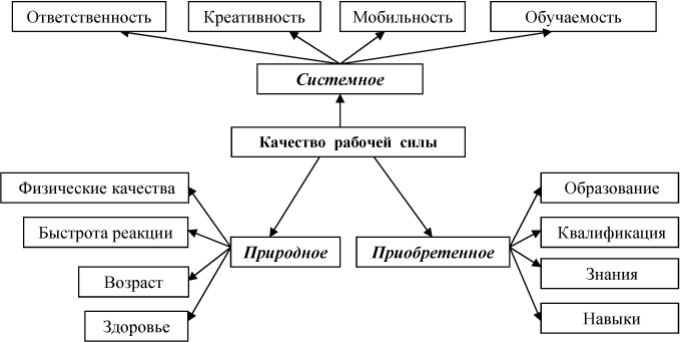 Ответственность
Креативность
Мобильность
Обучаемость
Системное
Качество рабочей силы
Физические качества
Быстрота реакции
Возраст
Здоровье
Природное
Приобретенное
Образование
Квалификация
Знания
Навыки